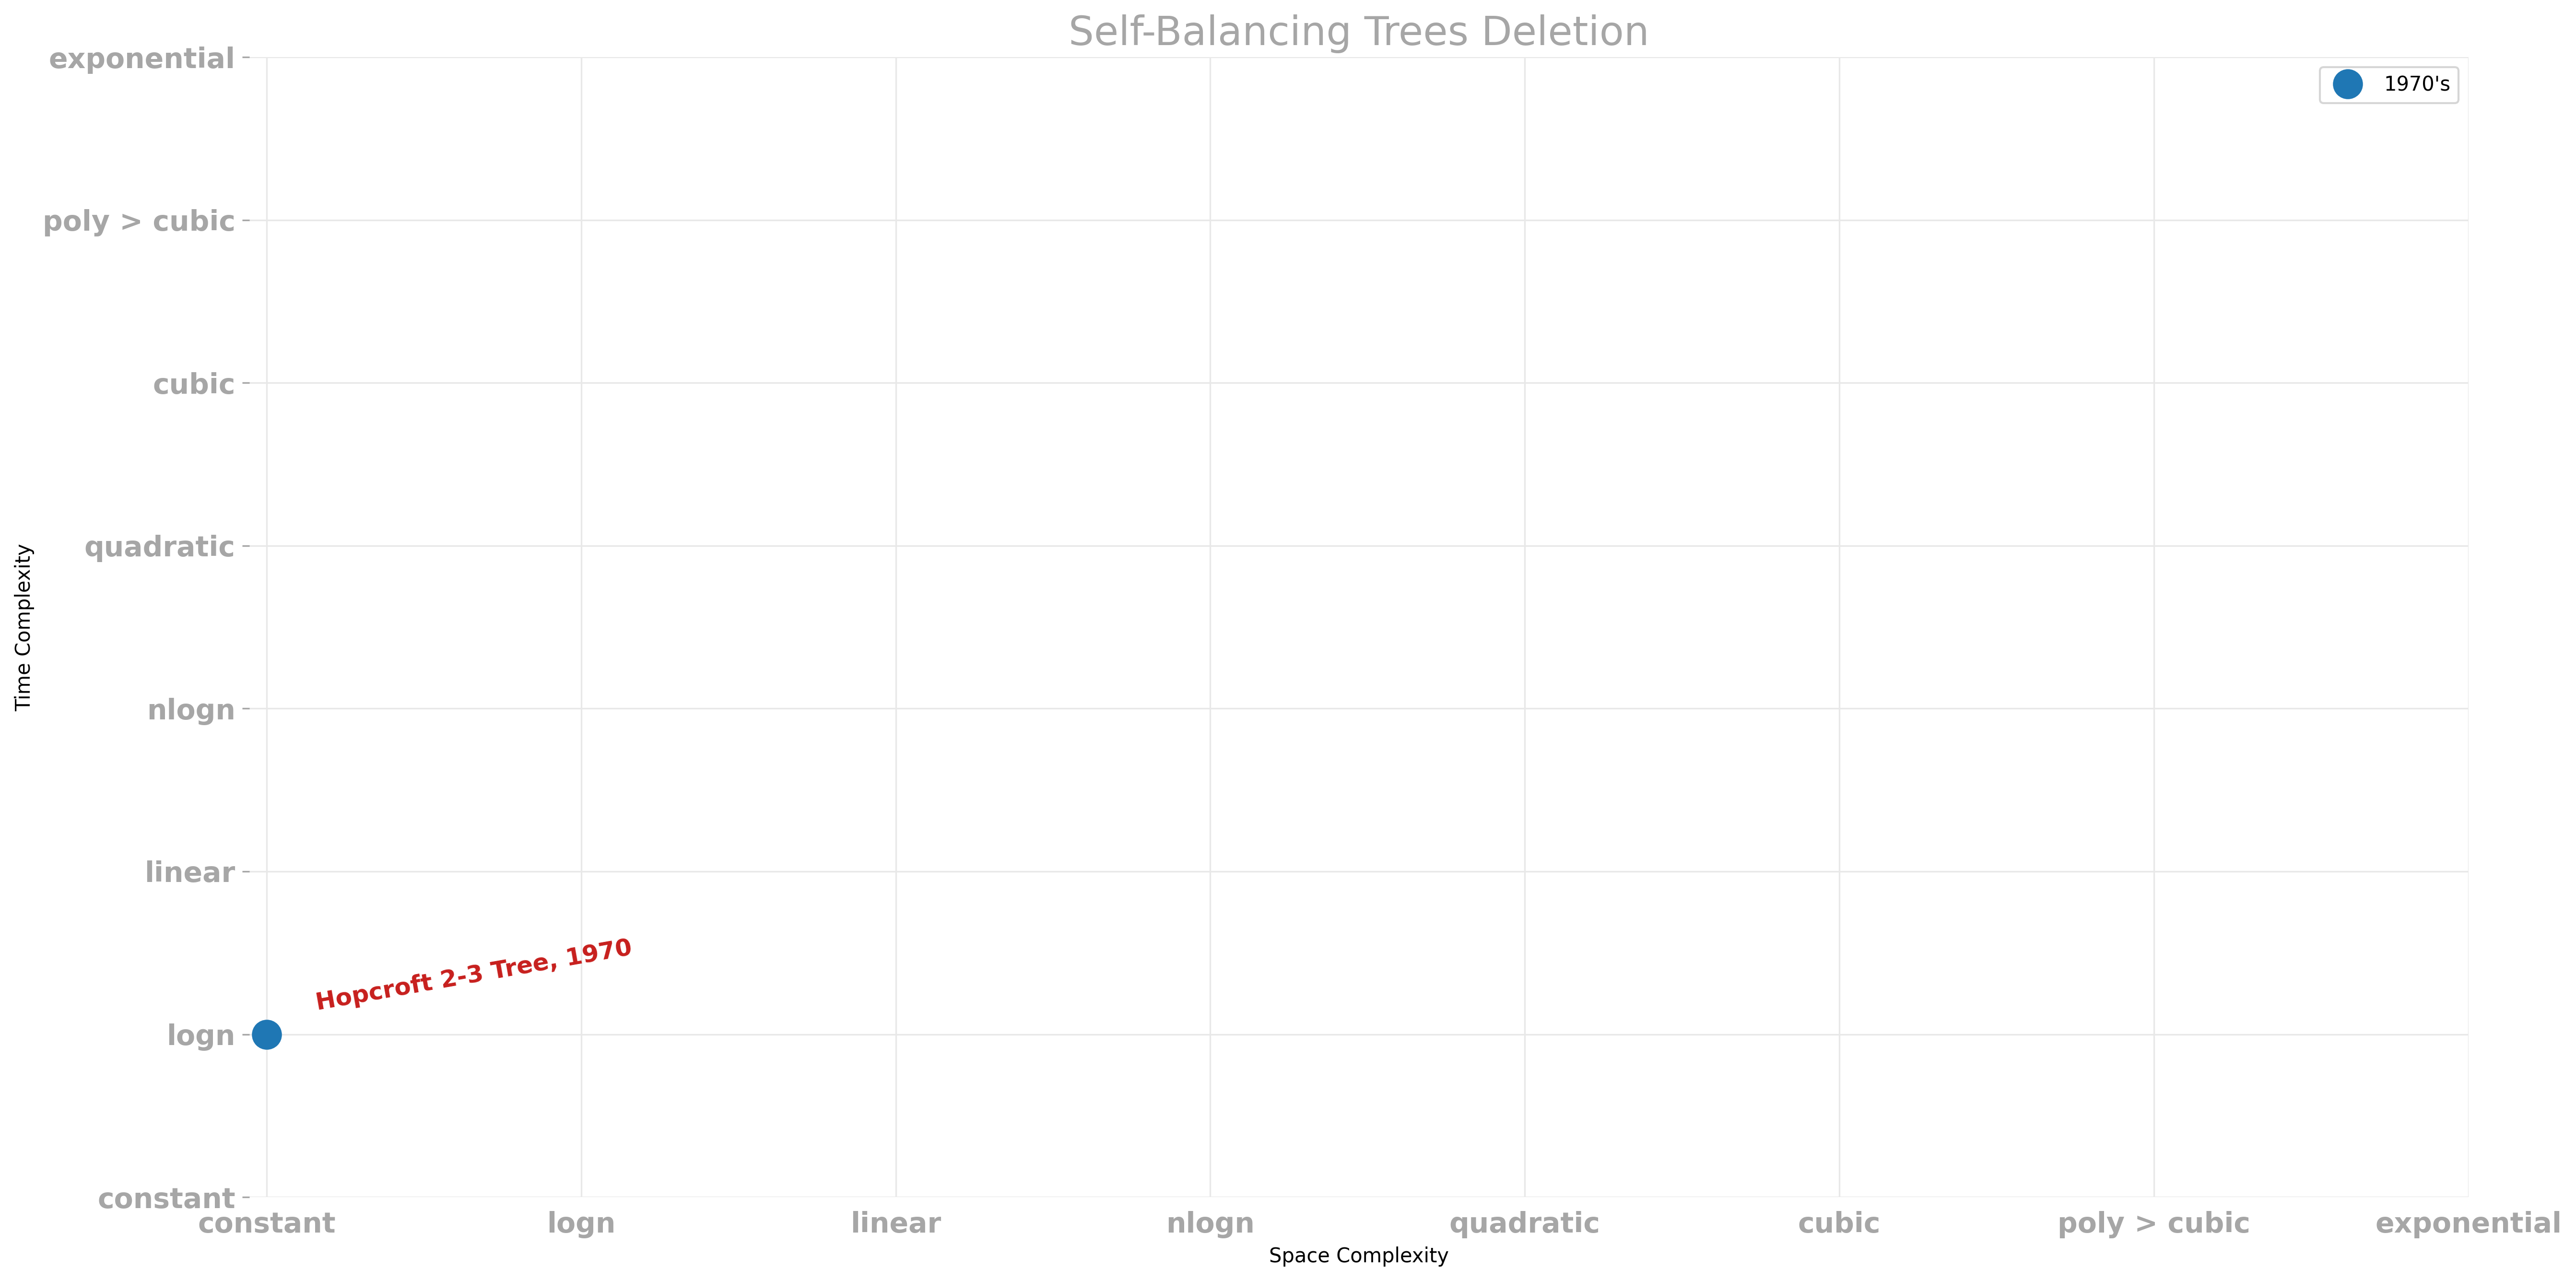 Self-Balancing Trees Deletion
exponential
1970's
poly > cubic
cubic
quadratic
Time Complexity
nlogn
linear
Hopcroft 2-3 Tree, 1970
logn
constant
constant logn linear nlogn quadratic cubic poly > cubic exponential
Space Complexity